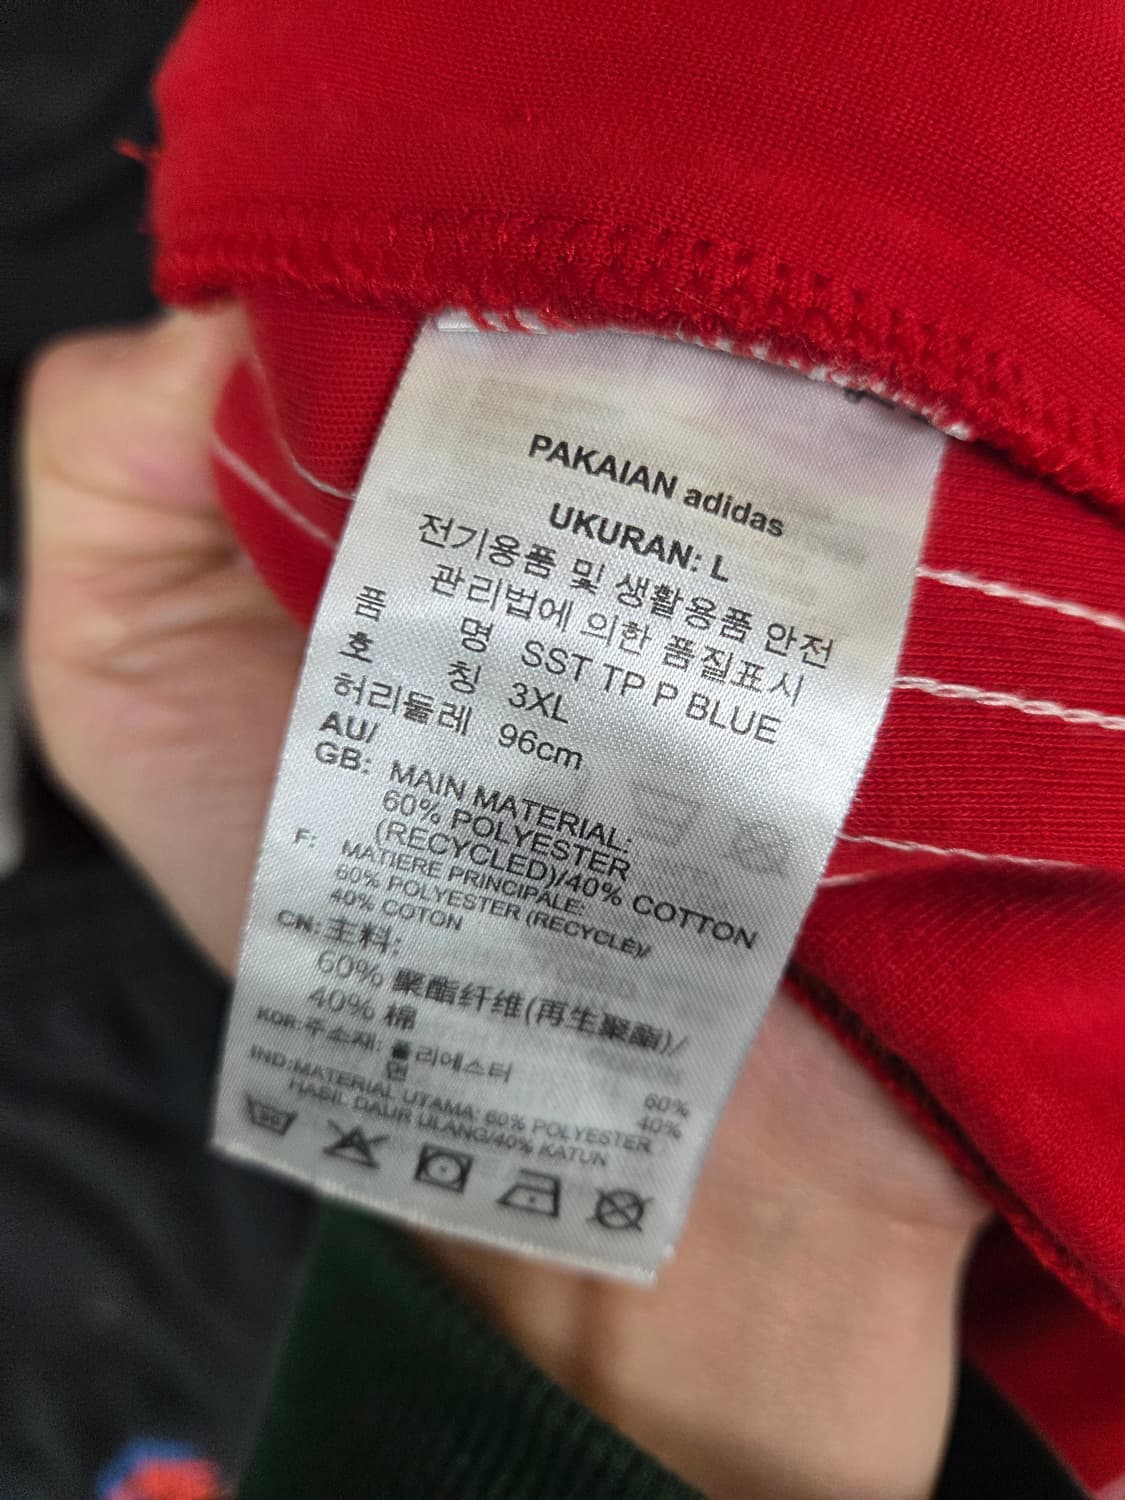 PAKAIAN adidas
UKURAN: L
전기용품 및 생활용품 안전
관리법에 의한 품질표시
품 명 SST TP P BLUE
호 칭 3XL
허리둘레 96cm
AU/
GB: MAIN MATERIAL:
60% POLYESTER
(RECYCLED)/40% COTTON
F: MATIERE PRINCIPALE:
60% POLYESTER (RECYCLÉ)/
40% COTON
CN: 主料:
60% 聚酯纤维(再生聚酯)/
40% 棉
KOR: 주소재: 폴리에스터 60%
면 40%
IND: MATERIAL UTAMA: 60% POLYESTER
HASIL DAUR ULANG/40% KATUN
30